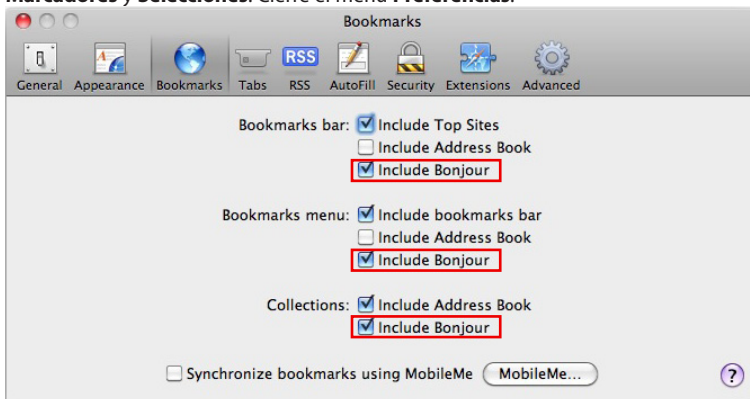 Marcadores y Selecciones. Cierre el menú Preferencias.
Bookmarks
RSS
General Appearance Bookmarks Tabs RSS AutoFill Security Extensions Advanced
Bookmarks bar: Include Top Sites
Include Address Book
Include Bonjour
Bookmarks menu: Include bookmarks bar
Include Address Book
Include Bonjour
Collections: Include Address Book
Include Bonjour
Synchronize bookmarks using MobileMe MobileMe... ?